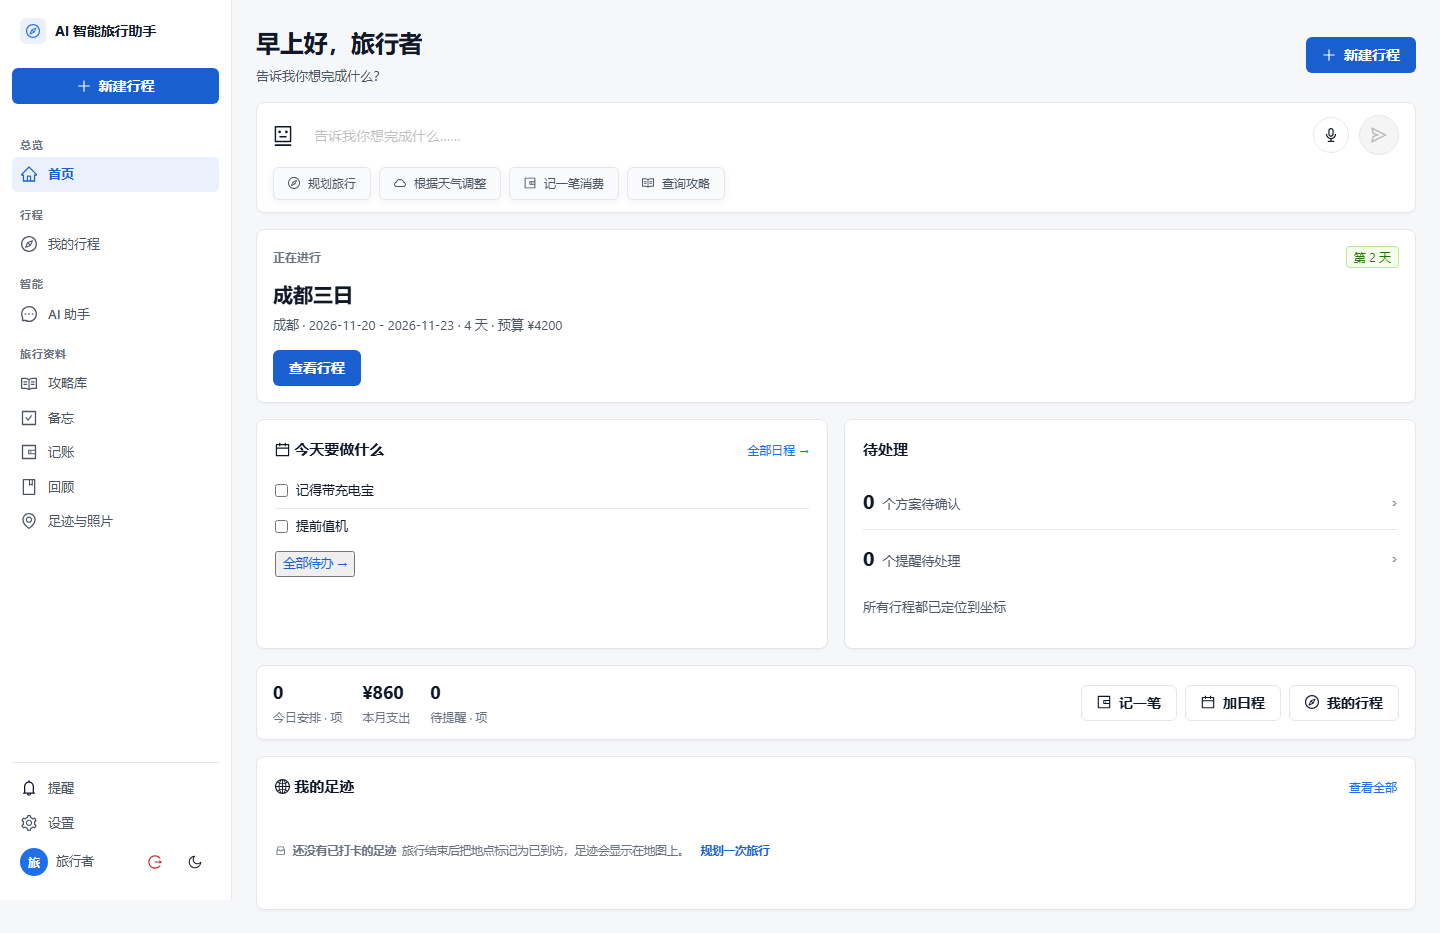 AI 智能旅行助手
新建行程
总览
首页
行程
我的行程
智能
AI 助手
旅行资料
攻略库
备忘
记账
回顾
足迹与照片
提醒
设置
旅 旅行者
早上好，旅行者
告诉我你想完成什么?
新建行程
告诉我你想完成什么......
规划旅行 根据天气调整 记一笔消费 查询攻略
正在进行 第 2 天
成都三日
成都 · 2026-11-20 - 2026-11-23 · 4 天 · 预算 ¥4200
查看行程
今天要做什么 全部日程 →
记得带充电宝
提前值机
全部待办 →
待处理
0 个方案待确认 ›
0 个提醒待处理 ›
所有行程都已定位到坐标
0 ¥860 0
今日安排 · 项 本月支出 待提醒 · 项
记一笔 加日程 我的行程
我的足迹 查看全部
还没有已打卡的足迹 旅行结束后把地点标记为已到访，足迹会显示在地图上。 规划一次旅行